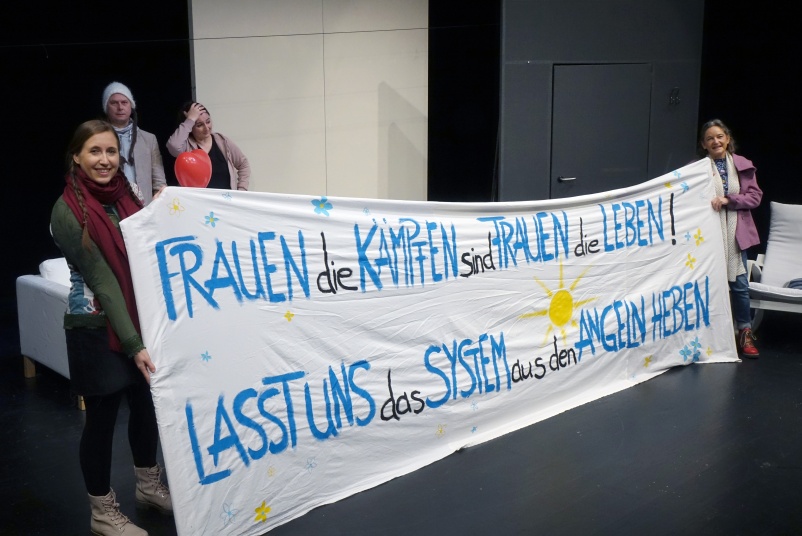 FRAUEN die KÄMPFEN sind FRAUEN die LEBEN!
LASST UNS das SYSTEM aus den ANGELN HEBEN